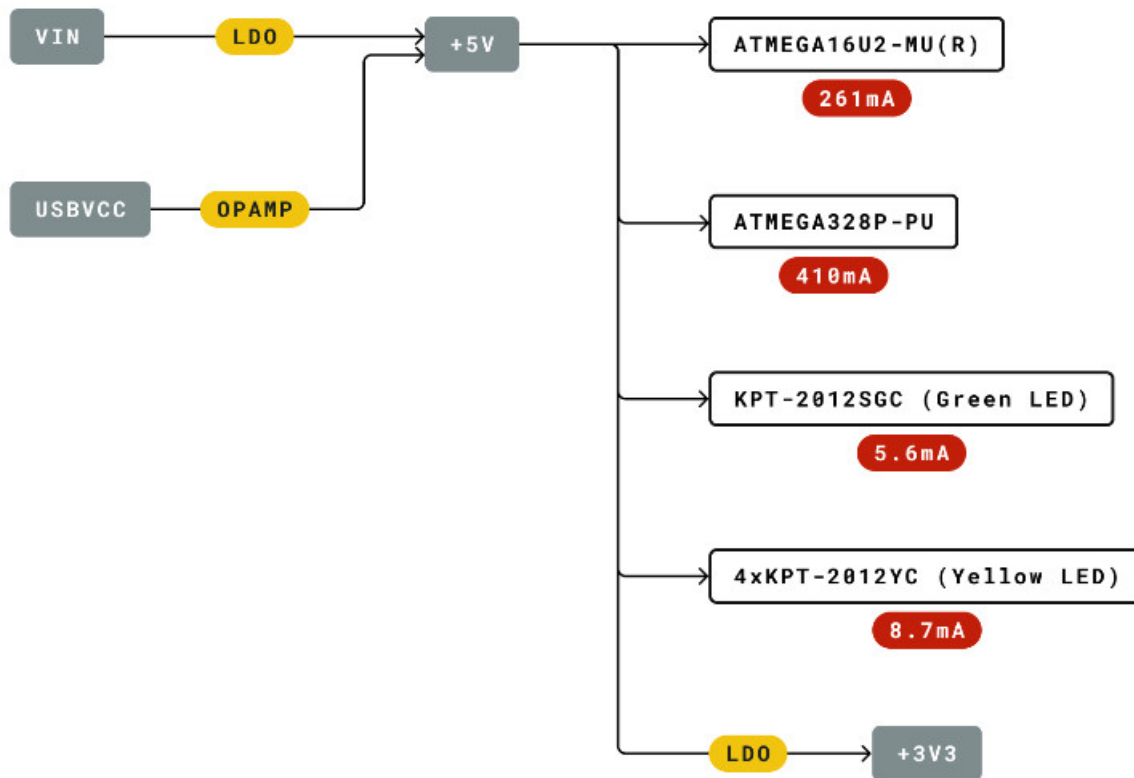 VIN
LDO
+5V
ATMEGA16U2-MU(R)
261mA
USBVCC
OPAMP
ATMEGA328P-PU
410mA
KPT-2012SGC (Green LED)
5.6mA
4xKPT-2012YC (Yellow LED)
8.7mA
LDO
+3V3